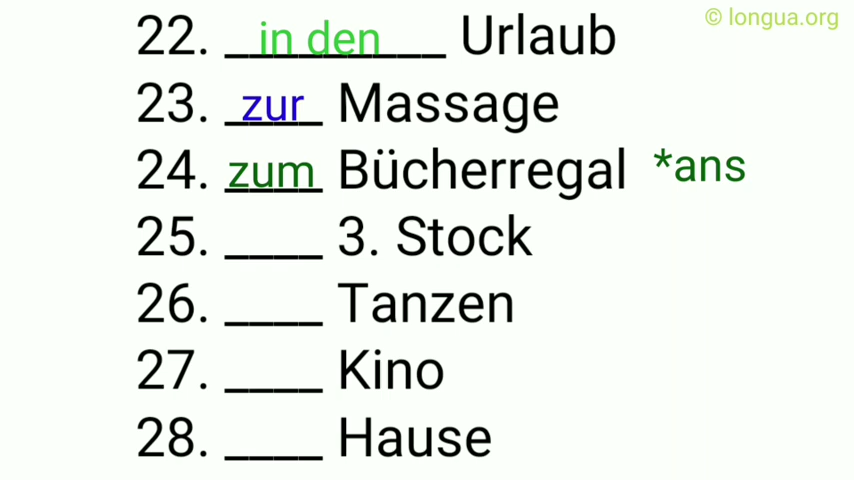 © longua.org
22. in den Urlaub
23. zur Massage
24. zum Bücherregal *ans
25. ____ 3. Stock
26. ____ Tanzen
27. ____ Kino
28. ____ Hause